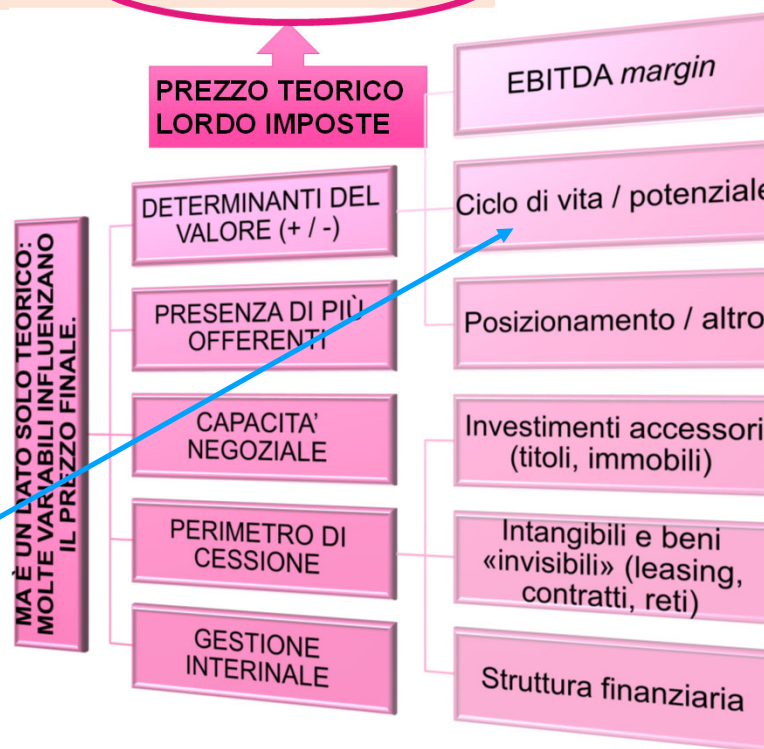 PREZZO TEORICO
LORDO IMPOSTE
MA È UN DATO SOLO TEORICO:
MOLTE VARIABILI INFLUENZANO
IL PREZZO FINALE.
DETERMINANTI DEL
VALORE (+ / -)
EBITDA margin
Ciclo di vita / potenziale
Posizionamento / altro
PRESENZA DI PIÙ
OFFERENTI
CAPACITA’
NEGOZIALE
PERIMETRO DI
CESSIONE
Investimenti accessori
(titoli, immobili)
Intangibili e beni
«invisibili» (leasing,
contratti, reti)
Struttura finanziaria
GESTIONE
INTERINALE